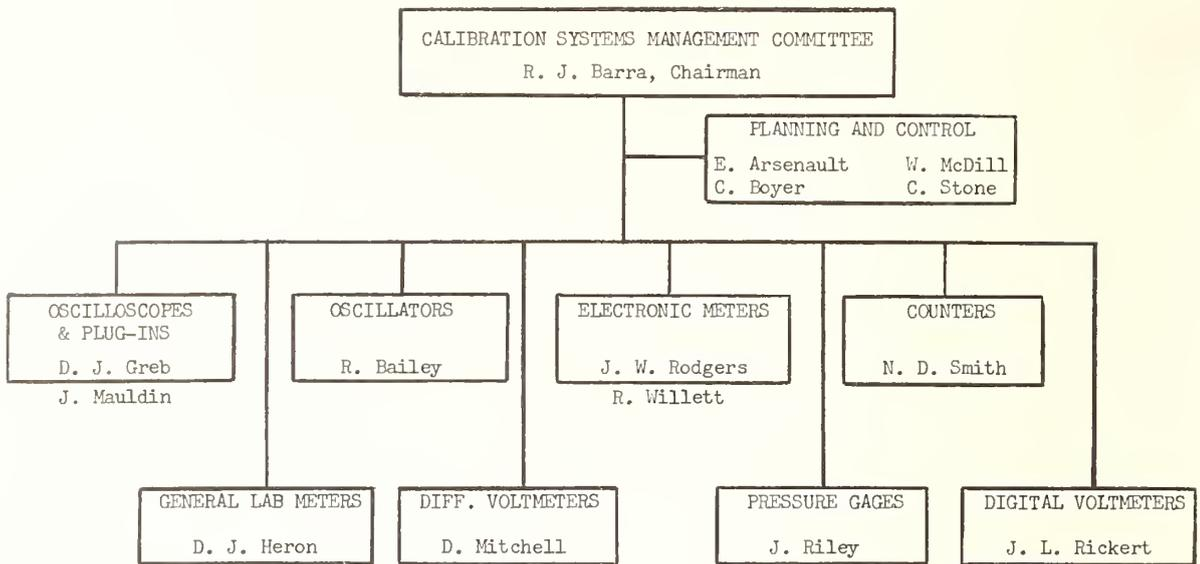 CALIBRATION SYSTEMS MANAGEMENT COMMITTEE
R. J. Barra, Chairman
PLANNING AND CONTROL
E. Arsenault W. McDill
C. Boyer C. Stone
OSCILLOSCOPES
& PLUG-INS
D. J. Greb
J. Mauldin
OSCILLATORS
R. Bailey
ELECTRONIC METERS
J. W. Rodgers
R. Willett
COUNTERS
N. D. Smith
GENERAL LAB METERS
D. J. Heron
DIFF. VOLTMETERS
D. Mitchell
PRESSURE GAGES
J. Riley
DIGITAL VOLTMETERS
J. L. Rickert